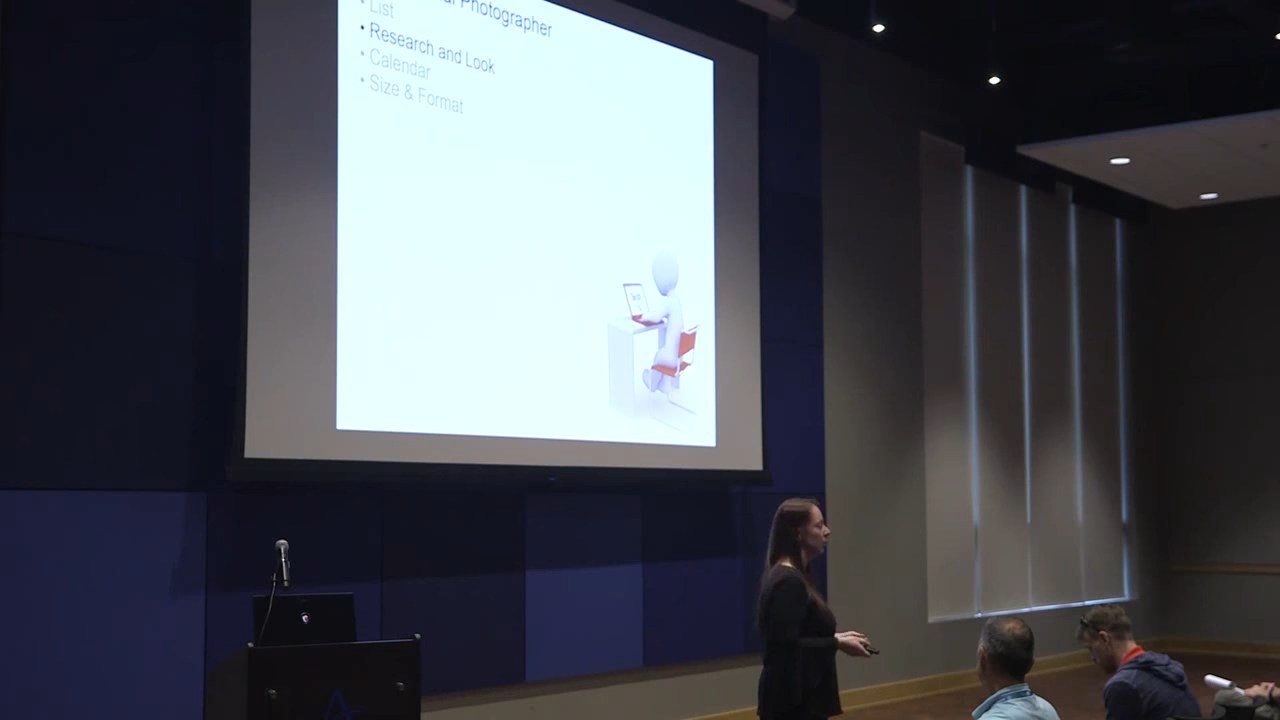 Photographer
• List
• Research and Look
• Calendar
• Size & Format